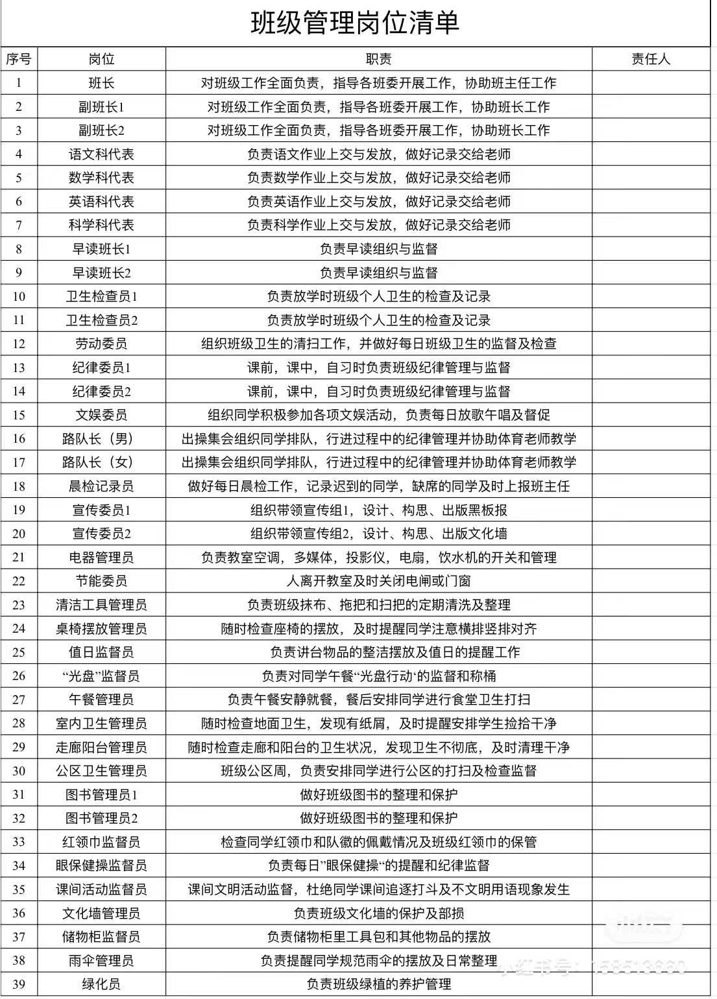 班级管理岗位清单
序号 岗位 职责 责任人
1 班长 对班级工作全面负责，指导各班委开展工作，协助班主任工作
2 副班长1 对班级工作全面负责，指导各班委开展工作，协助班长工作
3 副班长2 对班级工作全面负责，指导各班委开展工作，协助班长工作
4 语文科代表 负责语文作业上交与发放，做好记录交给老师
5 数学科代表 负责数学作业上交与发放，做好记录交给老师
6 英语科代表 负责英语作业上交与发放，做好记录交给老师
7 科学科代表 负责科学作业上交与发放，做好记录交给老师
8 早读班长1 负责早读组织与监督
9 早读班长2 负责早读组织与监督
10 卫生检查员1 负责放学时班级个人卫生的检查及记录
11 卫生检查员2 负责放学时班级个人卫生的检查及记录
12 劳动委员 组织班级卫生的清扫工作，并做好每日班级卫生的监督及检查
13 纪律委员1 课前，课中，自习时负责班级纪律管理与监督
14 纪律委员2 课前，课中，自习时负责班级纪律管理与监督
15 文娱委员 组织同学积极参加各项文娱活动，负责每日放歌午唱及督促
16 路队长（男） 出操集会组织同学排队，行进过程中的纪律管理并协助体育老师教学
17 路队长（女） 出操集会组织同学排队，行进过程中的纪律管理并协助体育老师教学
18 晨检记录员 做好每日晨检工作，记录迟到的同学，缺席的同学及时上报班主任
19 宣传委员1 组织带领宣传组1，设计、构思、出版黑板报
20 宣传委员2 组织带领宣传组2，设计、构思、出版文化墙
21 电器管理员 负责教室空调，多媒体，投影仪，电扇，饮水机的开关和管理
22 节能委员 人离开教室及时关闭电闸或门窗
23 清洁工具管理员 负责班级抹布、拖把和扫把的定期清洗及整理
24 桌椅摆放管理员 随时检查座椅的摆放，及时提醒同学注意横排竖排对齐
25 值日监督员 负责讲台物品的整洁摆放及值日的提醒工作
26 “光盘”监督员 负责对同学午餐“光盘行动‘的监督和称桶
27 午餐管理员 负责午餐安静就餐，餐后安排同学进行食堂卫生打扫
28 室内卫生管理员 随时检查地面卫生，发现有纸屑，及时提醒安排学生捡拾干净
29 走廊阳台管理员 随时检查走廊和阳台的卫生状况，发现卫生不彻底，及时清理干净
30 公区卫生管理员 班级公区周，负责安排同学进行公区的打扫及检查监督
31 图书管理员1 做好班级图书的整理和保护
32 图书管理员2 做好班级图书的整理和保护
33 红领巾监督员 检查同学红领巾和队徽的佩戴情况及班级红领巾的保管
34 眼保健操监督员 负责每日”眼保健操“的提醒和纪律监督
35 课间活动监督员 课间文明活动监督，杜绝同学课间追逐打斗及不文明用语现象发生
36 文化墙管理员 负责班级文化墙的保护及部损
37 储物柜监督员 负责储物柜里工具包和其他物品的摆放
38 雨伞管理员 负责提醒同学规范雨伞的摆放及日常整理
39 绿化员 负责班级绿植的养护管理
小红书
小红书号：158513660